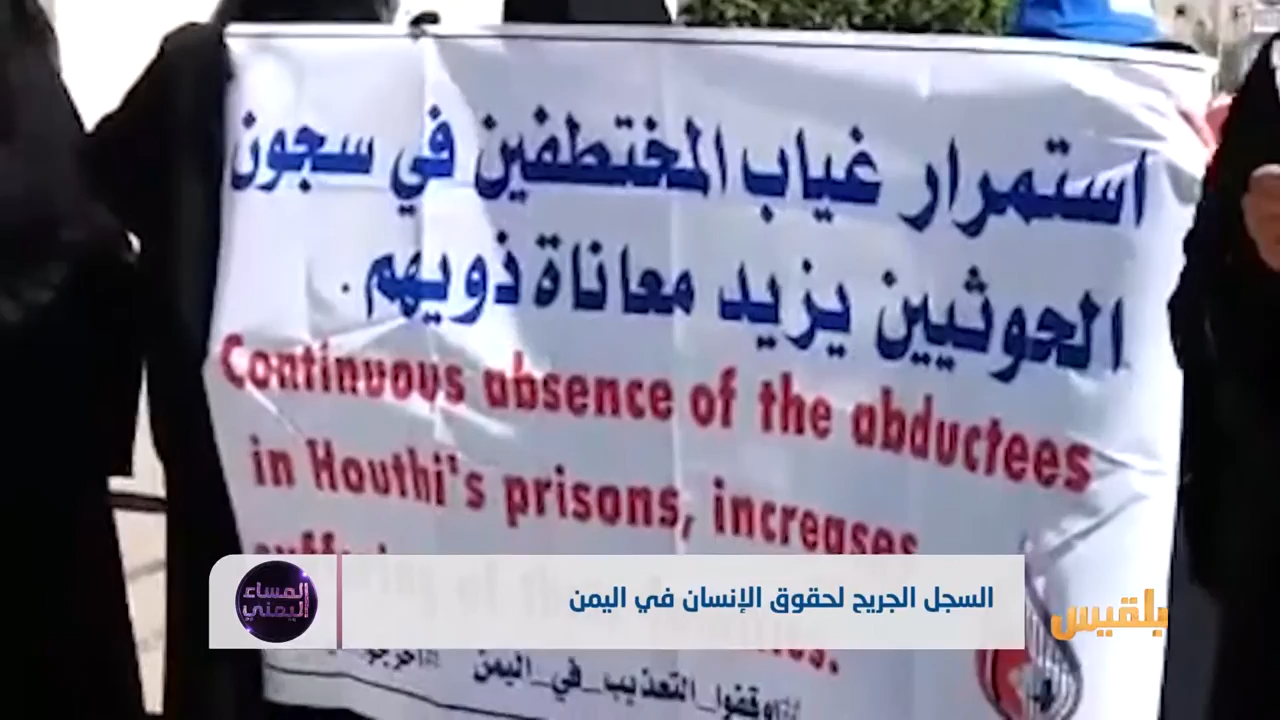 استمرار غياب المختطفين في سجون
الحوثيين يزيد معاناة ذويهم .
Continuous absence of the abductees
in Houthi's prisons, increases
السجل الجريح لحقوق الإنسان في اليمن
المساء
اليمني
بلقيس
#اوقفوا_التعذيب_في_اليمن